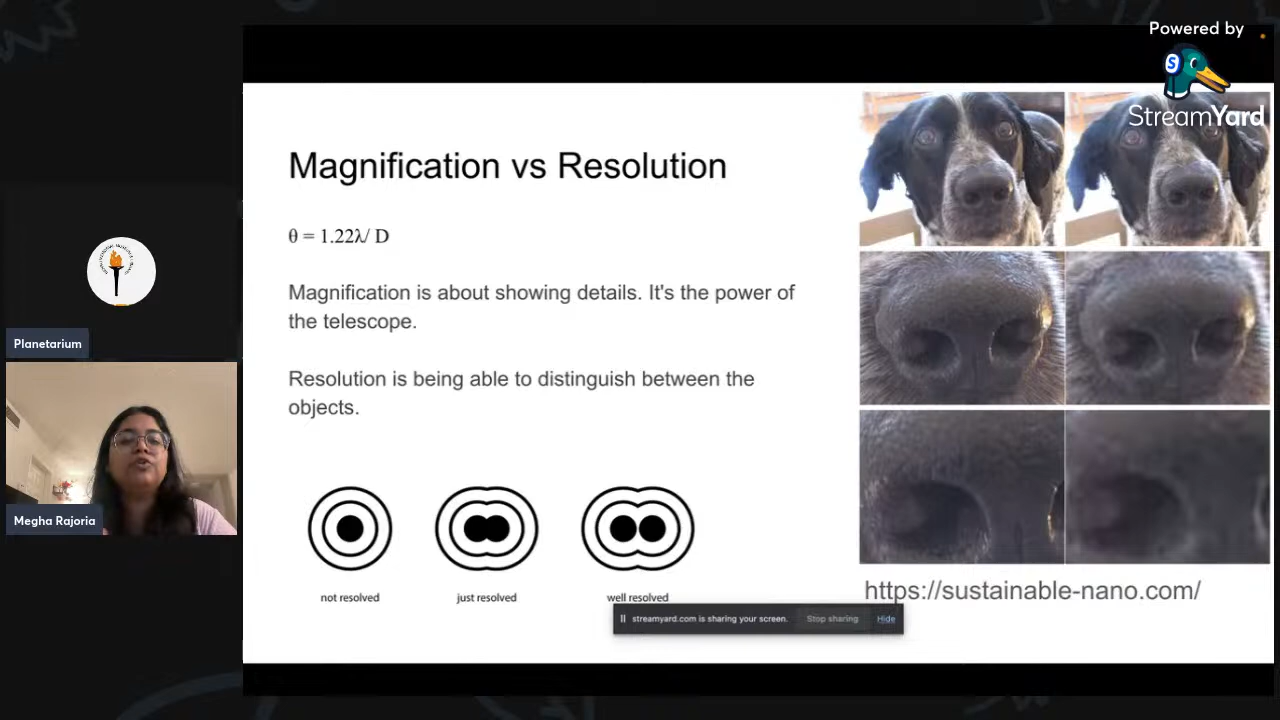 Powered by
StreamYard
Magnification vs Resolution
θ = 1.22λ/ D
Magnification is about showing details. It's the power of
the telescope.
Resolution is being able to distinguish between the
objects.
not resolved
just resolved
well resolved
https://sustainable-nano.com/
streamyard.com is sharing your screen.
Stop sharing
Hide
Planetarium
Megha Rajoria